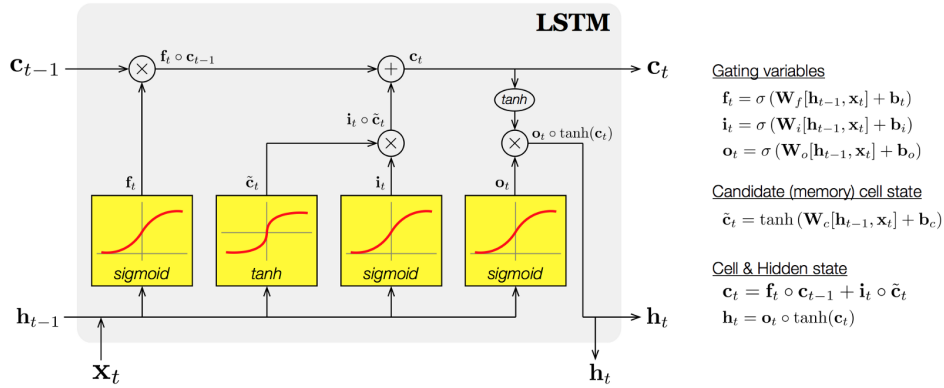 LSTM
f_t ∘ c_{t−1}
c_t
c_{t−1}
×
+
c_t
tanh
i_t ∘ c̃_t
×
×
o_t ∘ tanh(c_t)
f_t
c̃_t
i_t
o_t
sigmoid
tanh
sigmoid
sigmoid
h_{t−1}
h_t
x_t
h_t
Gating variables
f_t = σ (W_f[h_{t−1}, x_t] + b_t)
i_t = σ (W_i[h_{t−1}, x_t] + b_i)
o_t = σ (W_o[h_{t−1}, x_t] + b_o)
Candidate (memory) cell state
c̃_t = tanh (W_c[h_{t−1}, x_t] + b_c)
Cell & Hidden state
c_t = f_t ∘ c_{t−1} + i_t ∘ c̃_t
h_t = o_t ∘ tanh(c_t)